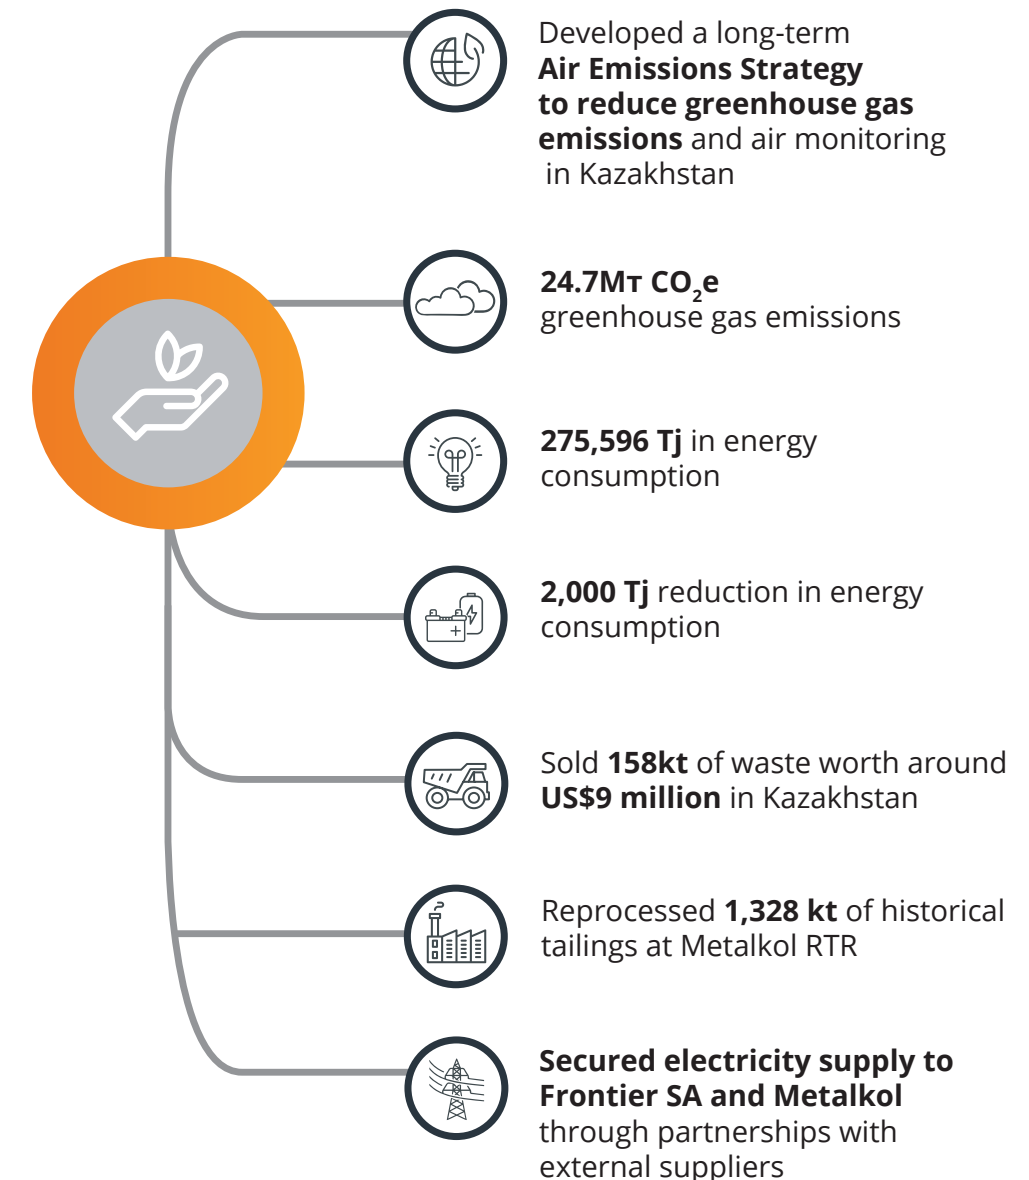 Developed a long-term
Air Emissions Strategy
to reduce greenhouse gas
emissions and air monitoring
in Kazakhstan
24.7Мт CO₂e
greenhouse gas emissions
275,596 Tj in energy
consumption
2,000 Tj reduction in energy
consumption
Sold 158kt of waste worth around
US$9 million in Kazakhstan
Reprocessed 1,328 kt of historical
tailings at Metalkol RTR
Secured electricity supply to
Frontier SA and Metalkol
through partnerships with
external suppliers